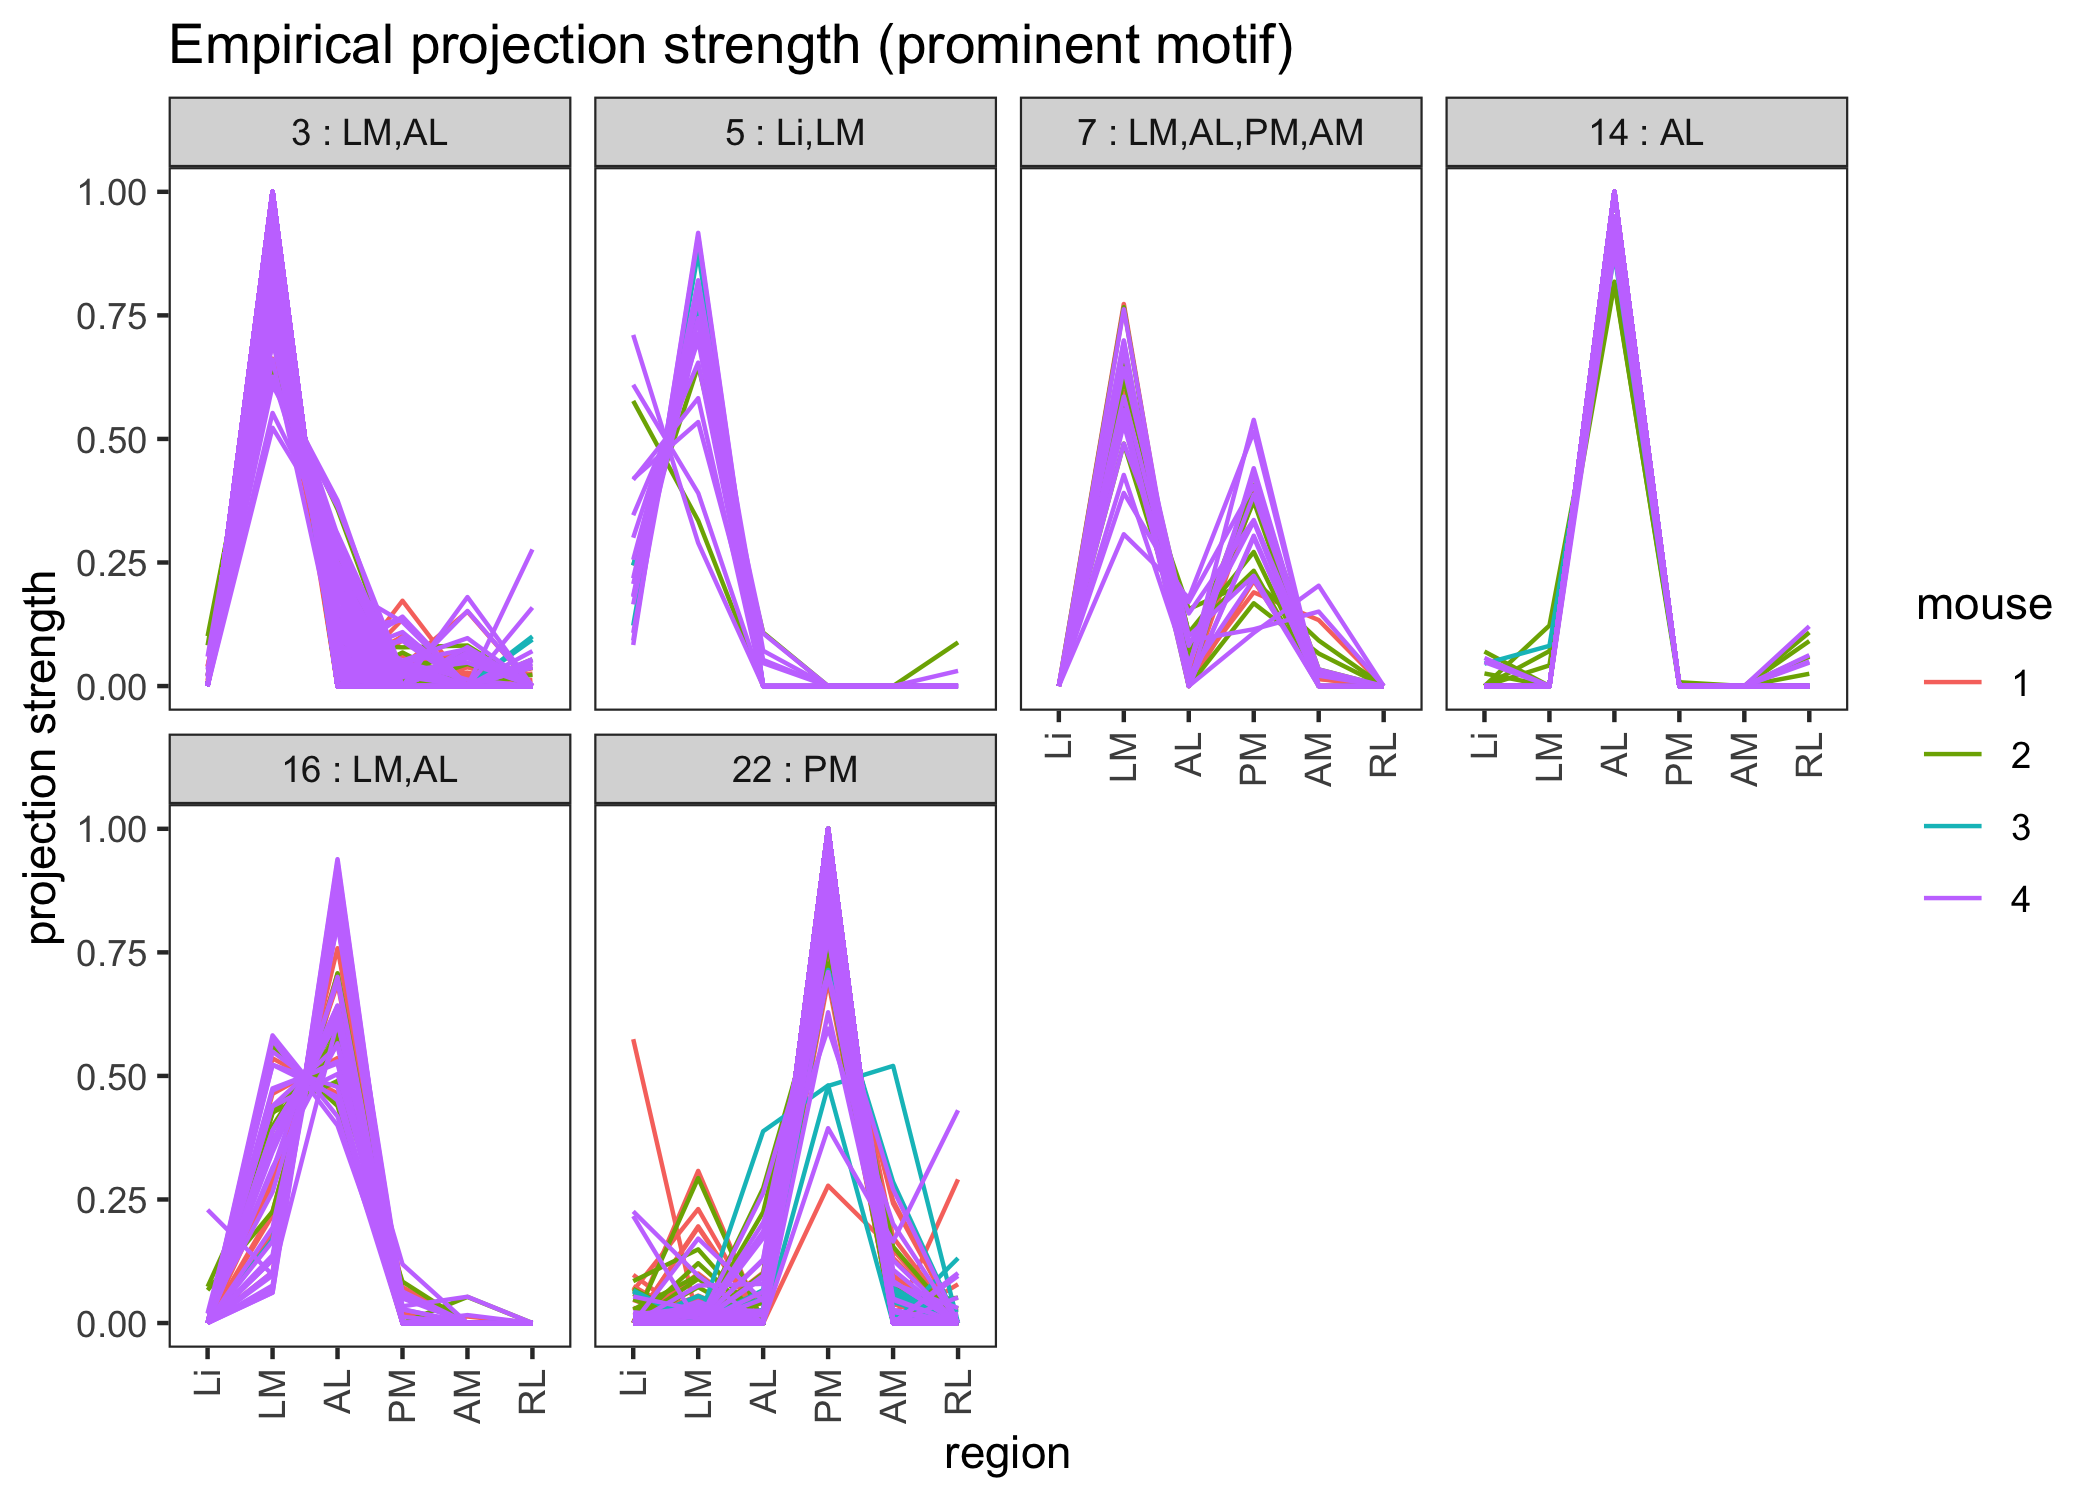 Empirical projection strength (prominent motif)
3 : LM,AL
5 : Li,LM
7 : LM,AL,PM,AM
14 : AL
1.00
0.75
0.50
0.25
0.00
Li
LM
AL
PM
AM
RL
Li
LM
AL
PM
AM
RL
16 : LM,AL
22 : PM
1.00
0.75
0.50
0.25
0.00
Li
LM
AL
PM
AM
RL
Li
LM
AL
PM
AM
RL
projection strength
region
mouse
1
2
3
4